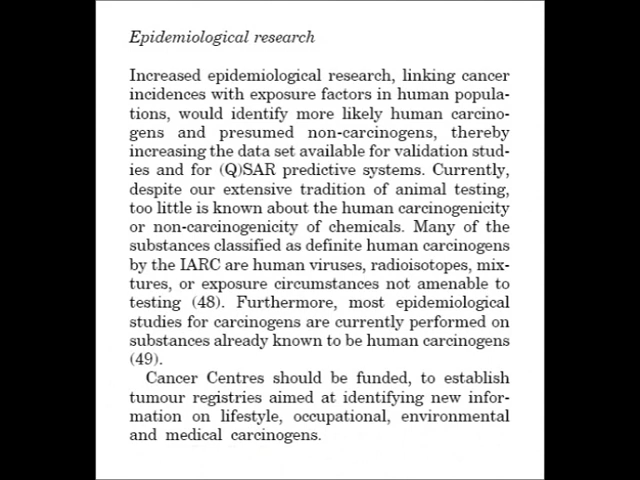 Epidemiological research
Increased epidemiological research, linking cancer
incidences with exposure factors in human popula-
tions, would identify more likely human carcino-
gens and presumed non-carcinogens, thereby
increasing the data set available for validation stud-
ies and for (Q)SAR predictive systems. Currently,
despite our extensive tradition of animal testing,
too little is known about the human carcinogenicity
or non-carcinogenicity of chemicals. Many of the
substances classified as definite human carcinogens
by the IARC are human viruses, radioisotopes, mix-
tures, or exposure circumstances not amenable to
testing (48). Furthermore, most epidemiological
studies for carcinogens are currently performed on
substances already known to be human carcinogens
(49).
Cancer Centres should be funded, to establish
tumour registries aimed at identifying new infor-
mation on lifestyle, occupational, environmental
and medical carcinogens.